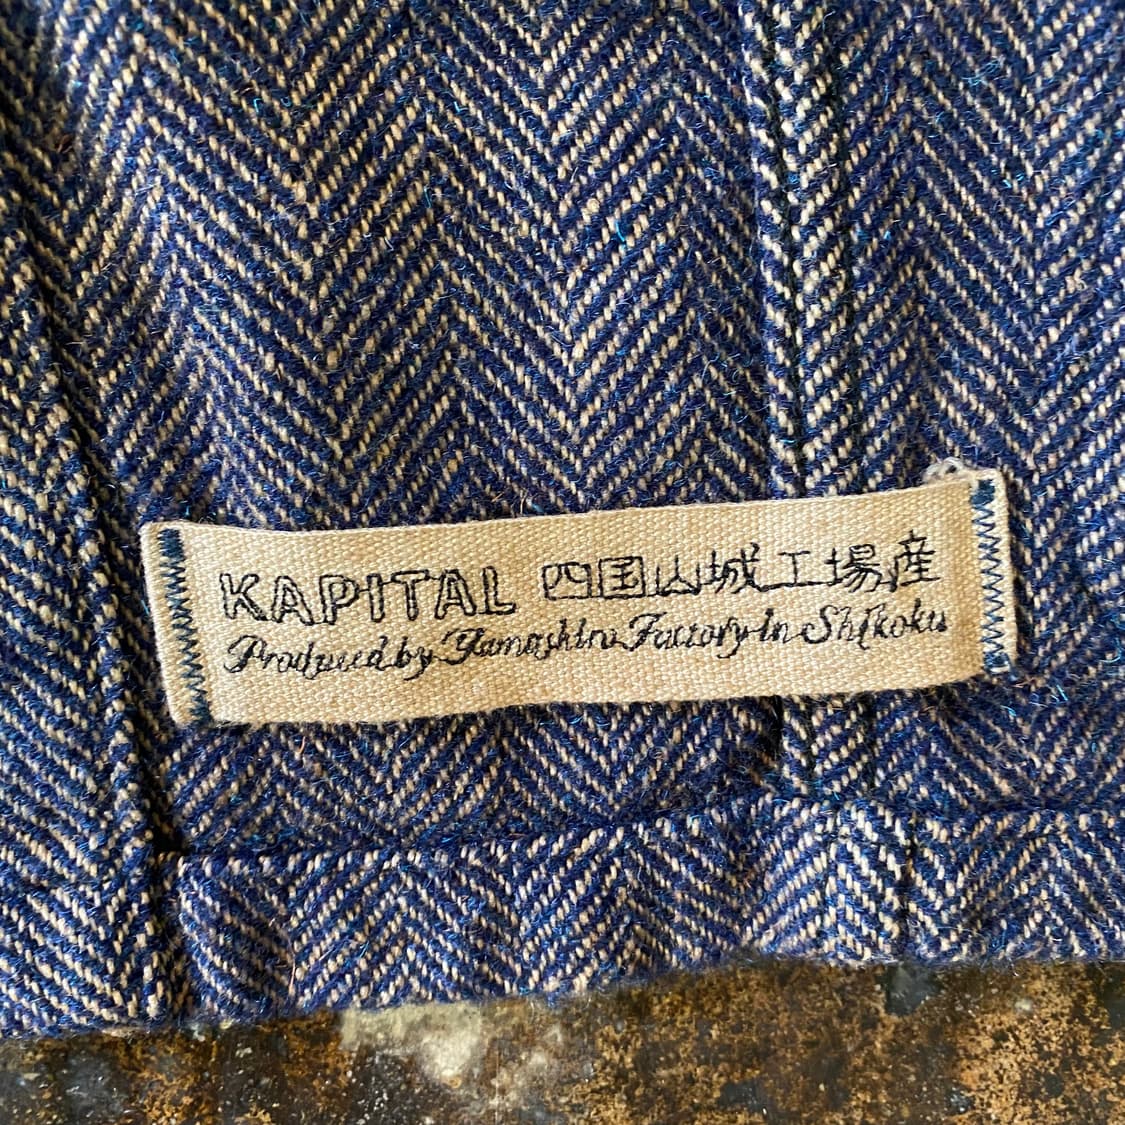 KAPITAL 四国山城工場産
Produced by Yamashiro Factory in Shikoku